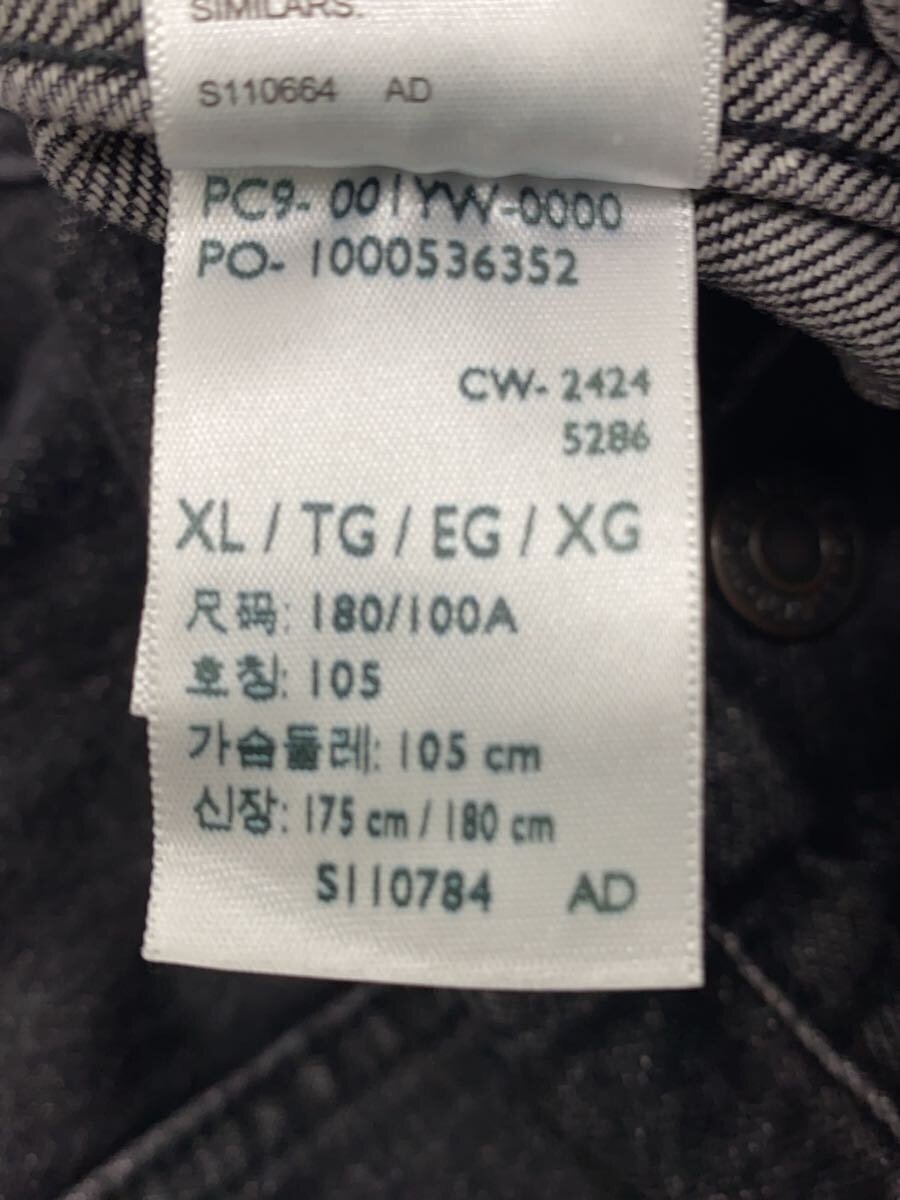 SIMILARS.
S110664 AD
PC9- 001YW-0000
PO- 1000536352
CW- 2424
5286
XL / TG / EG / XG
尺码: 180/100A
호칭: 105
가슴둘레: 105 cm
신장: 175 cm / 180 cm
S110784 AD